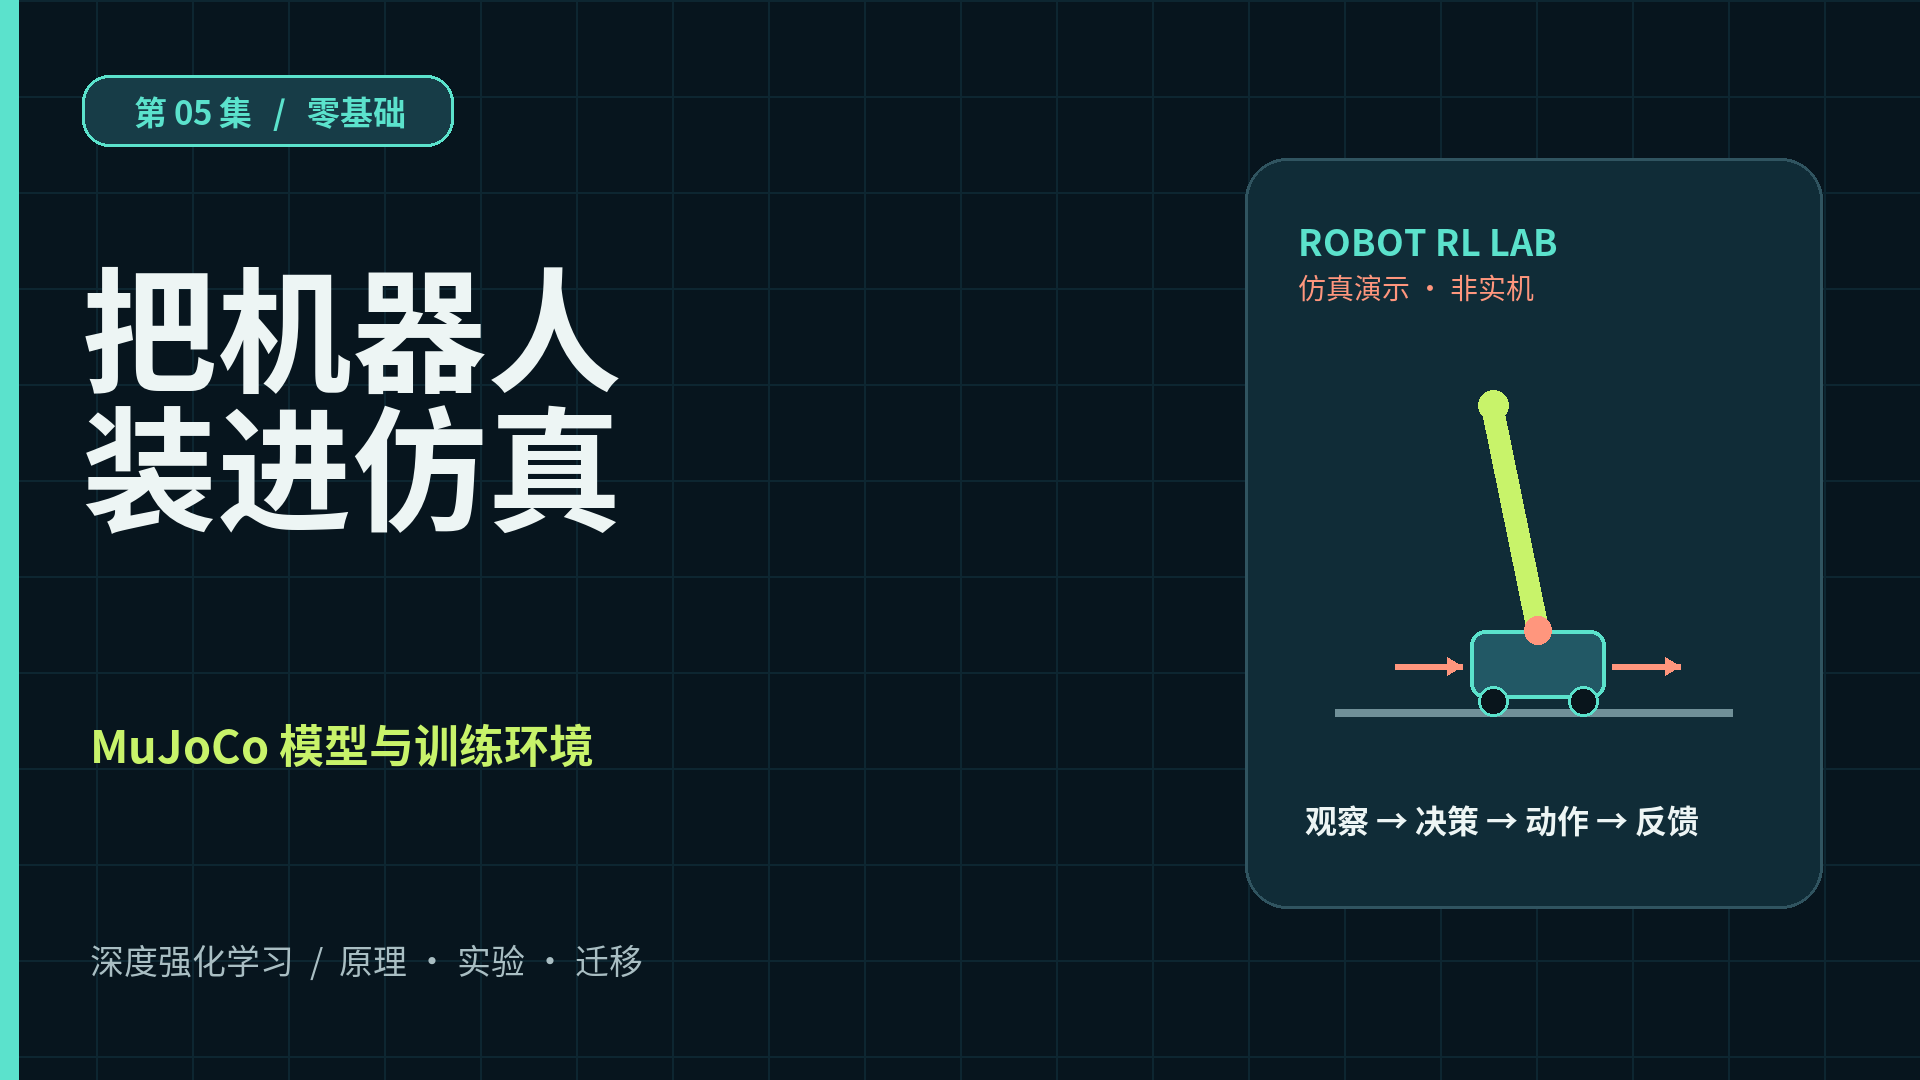 第 05 集 / 零基础
把机器人
装进仿真
MuJoCo 模型与训练环境
深度强化学习 / 原理 · 实验 · 迁移
ROBOT RL LAB
仿真演示 · 非实机
观察 → 决策 → 动作 → 反馈